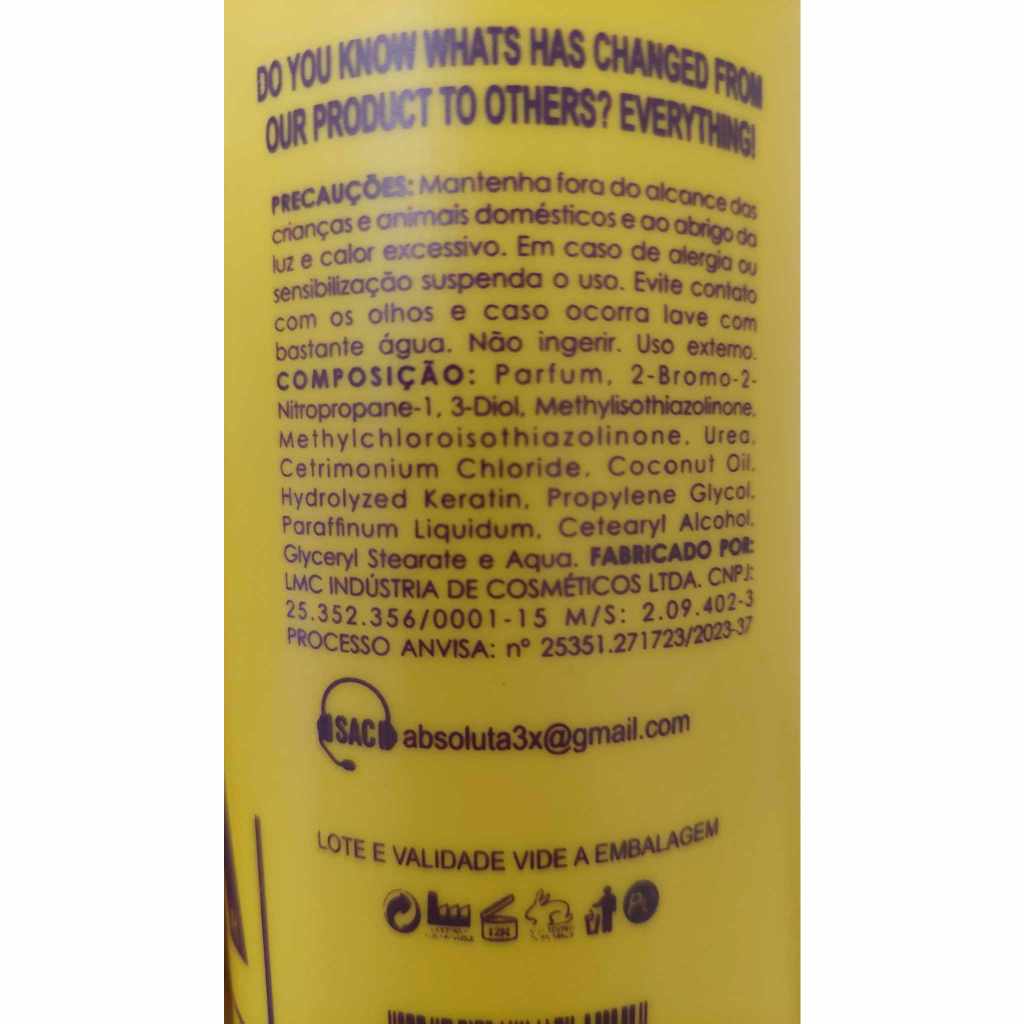 DO YOU KNOW WHATS HAS CHANGED FROM
OUR PRODUCT TO OTHERS? EVERYTHING!
PRECAUÇÕES: Mantenha fora do alcance das
crianças e animais domésticos e ao abrigo da
luz e calor excessivo. Em caso de alergia ou
sensibilização suspenda o uso. Evite contato
com os olhos e caso ocorra lave com
bastante água. Não ingerir. Uso externo.
COMPOSIÇÃO: Parfum, 2-Bromo-2-
Nitropropane-1, 3-Diol, Methylisothiazolinone,
Methylchloroisothiazolinone, Urea,
Cetrimonium Chloride, Coconut Oil,
Hydrolyzed Keratin, Propylene Glycol,
Paraffinum Liquidum, Cetearyl Alcohol,
Glyceryl Stearate e Aqua. FABRICADO POR:
LMC INDÚSTRIA DE COSMÉTICOS LTDA. CNPJ:
25.352.356/0001-15 M/S: 2.09.402-3
PROCESSO ANVISA: nº 25351.271723/2023-37
SAC absoluta3x@gmail.com
LOTE E VALIDADE VIDE A EMBALAGEM
12M